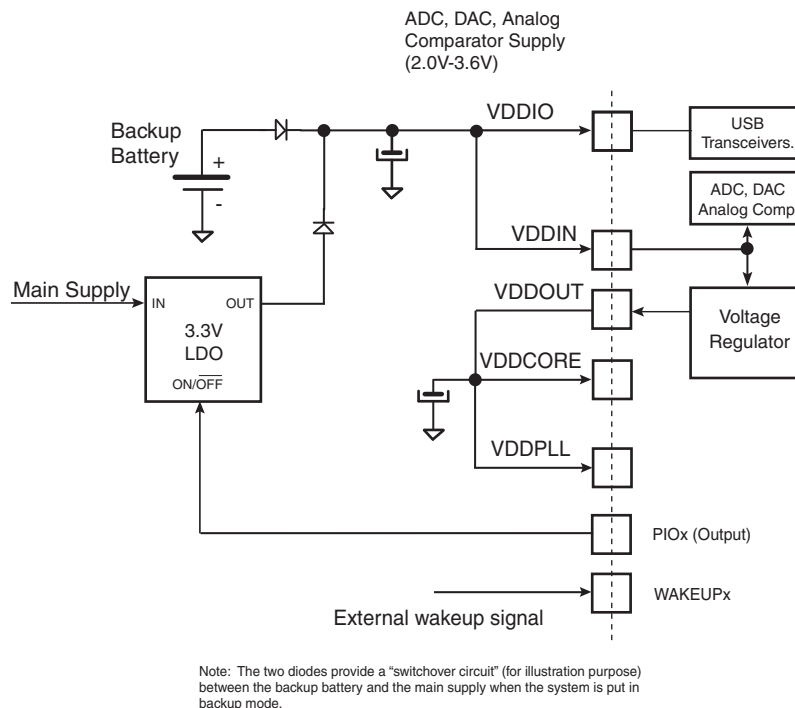 ADC, DAC, Analog
Comparator Supply
(2.0V-3.6V)
VDDIO
USB
Transceivers.
Backup
Battery
+
-
ADC, DAC
Analog Comp.
VDDIN
Main Supply
IN
OUT
3.3V
LDO
ON/OFF
VDDOUT
Voltage
Regulator
VDDCORE
VDDPLL
PIOx (Output)
WAKEUPx
External wakeup signal
Note: The two diodes provide a “switchover circuit” (for illustration purpose)
between the backup battery and the main supply when the system is put in
backup mode.